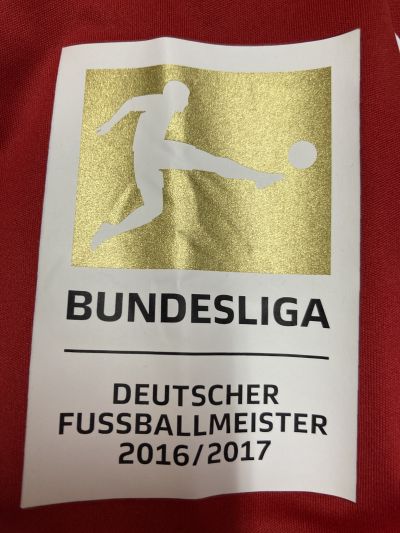 BUNDESLIGA
DEUTSCHER
FUSSBALLMEISTER
2016/2017